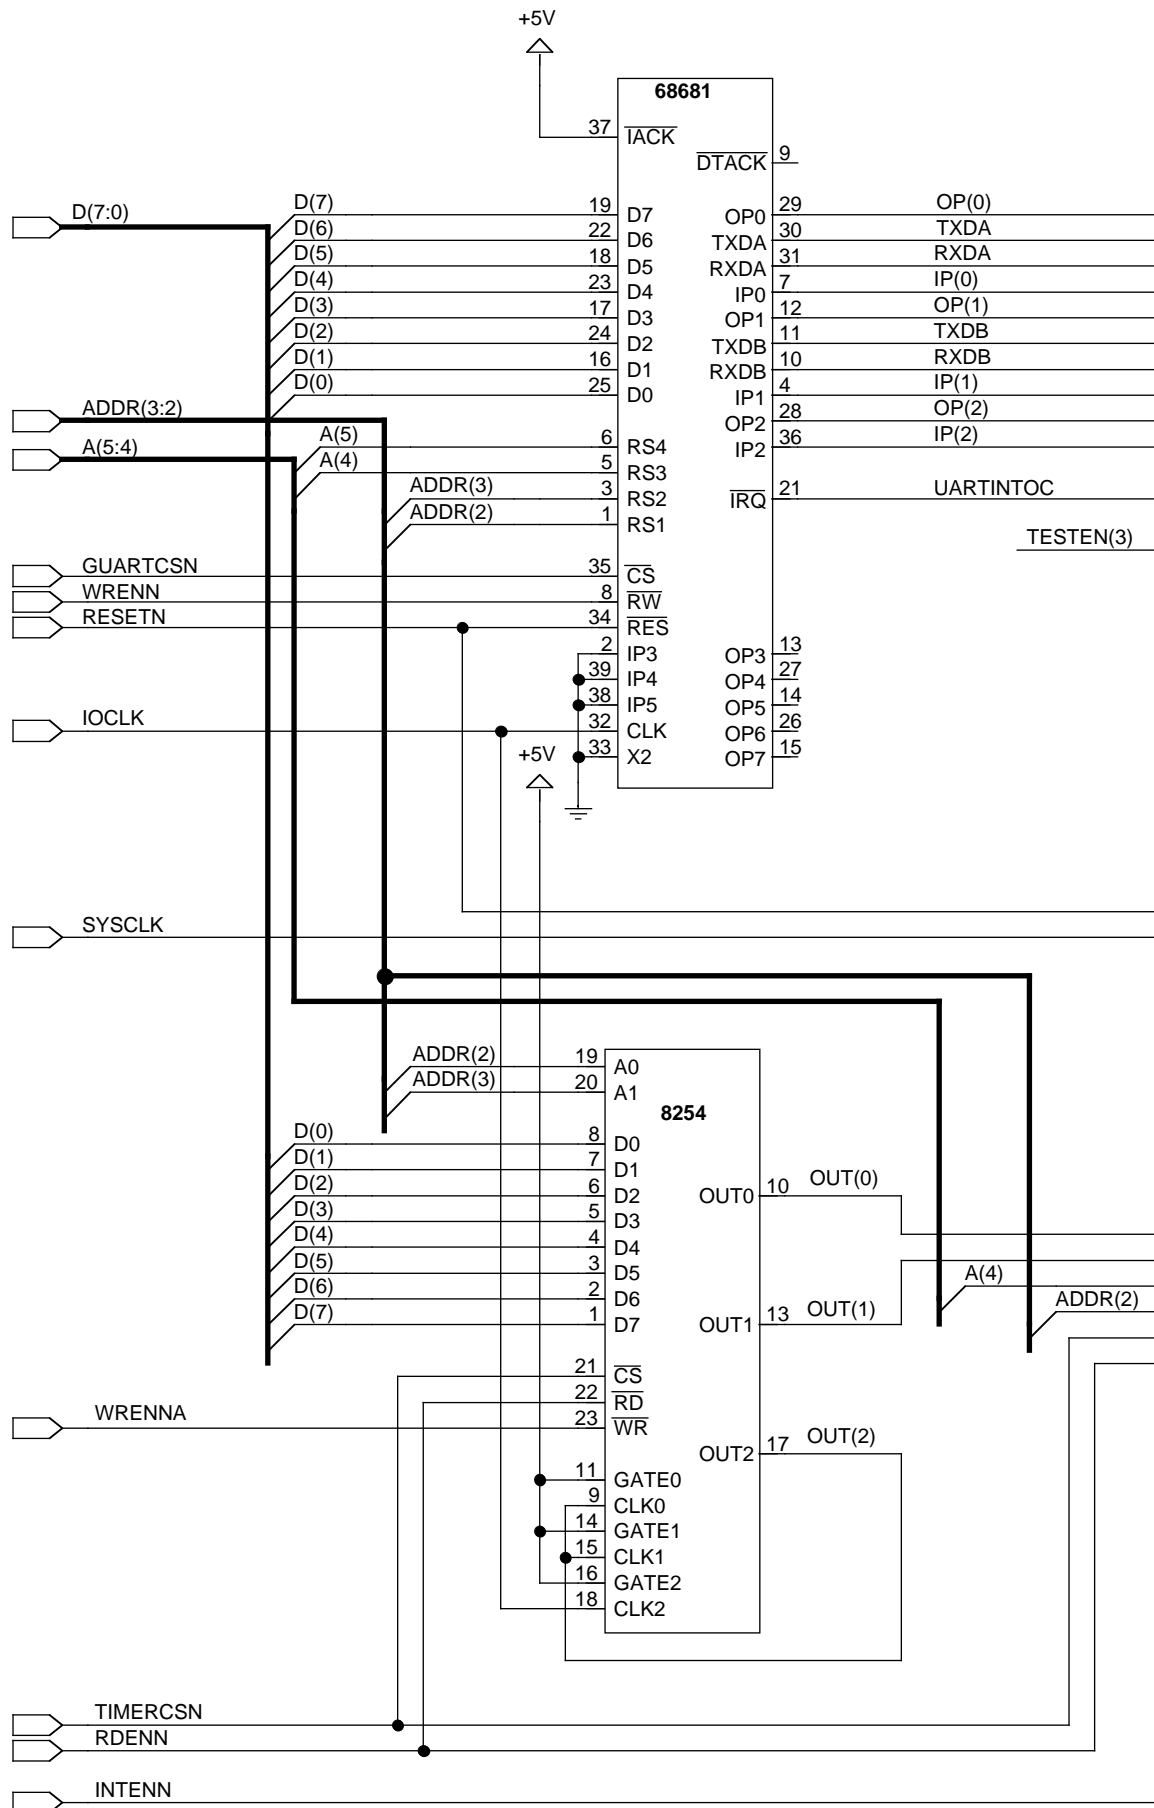 +5V
68681
37 IACK
DTACK 9
D(7:0)
D(7) 19 D7 OP0 29 OP(0)
D(6) 22 D6 TXDA 30 TXDA
D(5) 18 D5 RXDA 31 RXDA
D(4) 23 D4 IP0 7 IP(0)
D(3) 17 D3 OP1 12 OP(1)
D(2) 24 D2 TXDB 11 TXDB
D(1) 16 D1 RXDB 10 RXDB
D(0) 25 D0 IP1 4 IP(1)
ADDR(3:2) OP2 28 OP(2)
A(5:4) A(5) 6 RS4 IP2 36 IP(2)
A(4) 5 RS3
ADDR(3) 3 RS2 IRQ 21 UARTINTOC
ADDR(2) 1 RS1
TESTEN(3)
GUARTCSN 35 CS
WRENN 8 RW
RESETN 34 RES
2 IP3 OP3 13
39 IP4 OP4 27
38 IP5 OP5 14
IOCLK 32 CLK OP6 26
+5V 33 X2 OP7 15
SYSCLK
ADDR(2) 19 A0
ADDR(3) 20 A1
8254
D(0) 8 D0
D(1) 7 D1
D(2) 6 D2 OUT0 10 OUT(0)
D(3) 5 D3
D(4) 4 D4
D(5) 3 D5 A(4)
D(6) 2 D6 ADDR(2)
D(7) 1 D7 OUT1 13 OUT(1)
21 CS
22 RD
WRENNA 23 WR
OUT2 17 OUT(2)
11 GATE0
9 CLK0
14 GATE1
15 CLK1
16 GATE2
18 CLK2
TIMERCSN
RDENN
INTENN